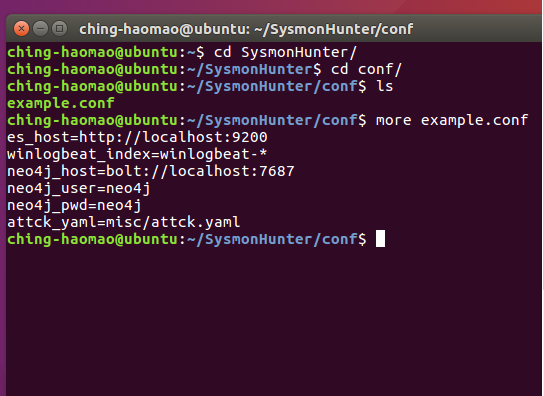 ching-haomao@ubuntu: ~/SysmonHunter/conf
ching-haomao@ubuntu:~$ cd SysmonHunter/
ching-haomao@ubuntu:~/SysmonHunter$ cd conf/
ching-haomao@ubuntu:~/SysmonHunter/conf$ ls
example.conf
ching-haomao@ubuntu:~/SysmonHunter/conf$ more example.conf
es_host=http://localhost:9200
winlogbeat_index=winlogbeat-*
neo4j_host=bolt://localhost:7687
neo4j_user=neo4j
neo4j_pwd=neo4j
attck_yaml=misc/attck.yaml
ching-haomao@ubuntu:~/SysmonHunter/conf$